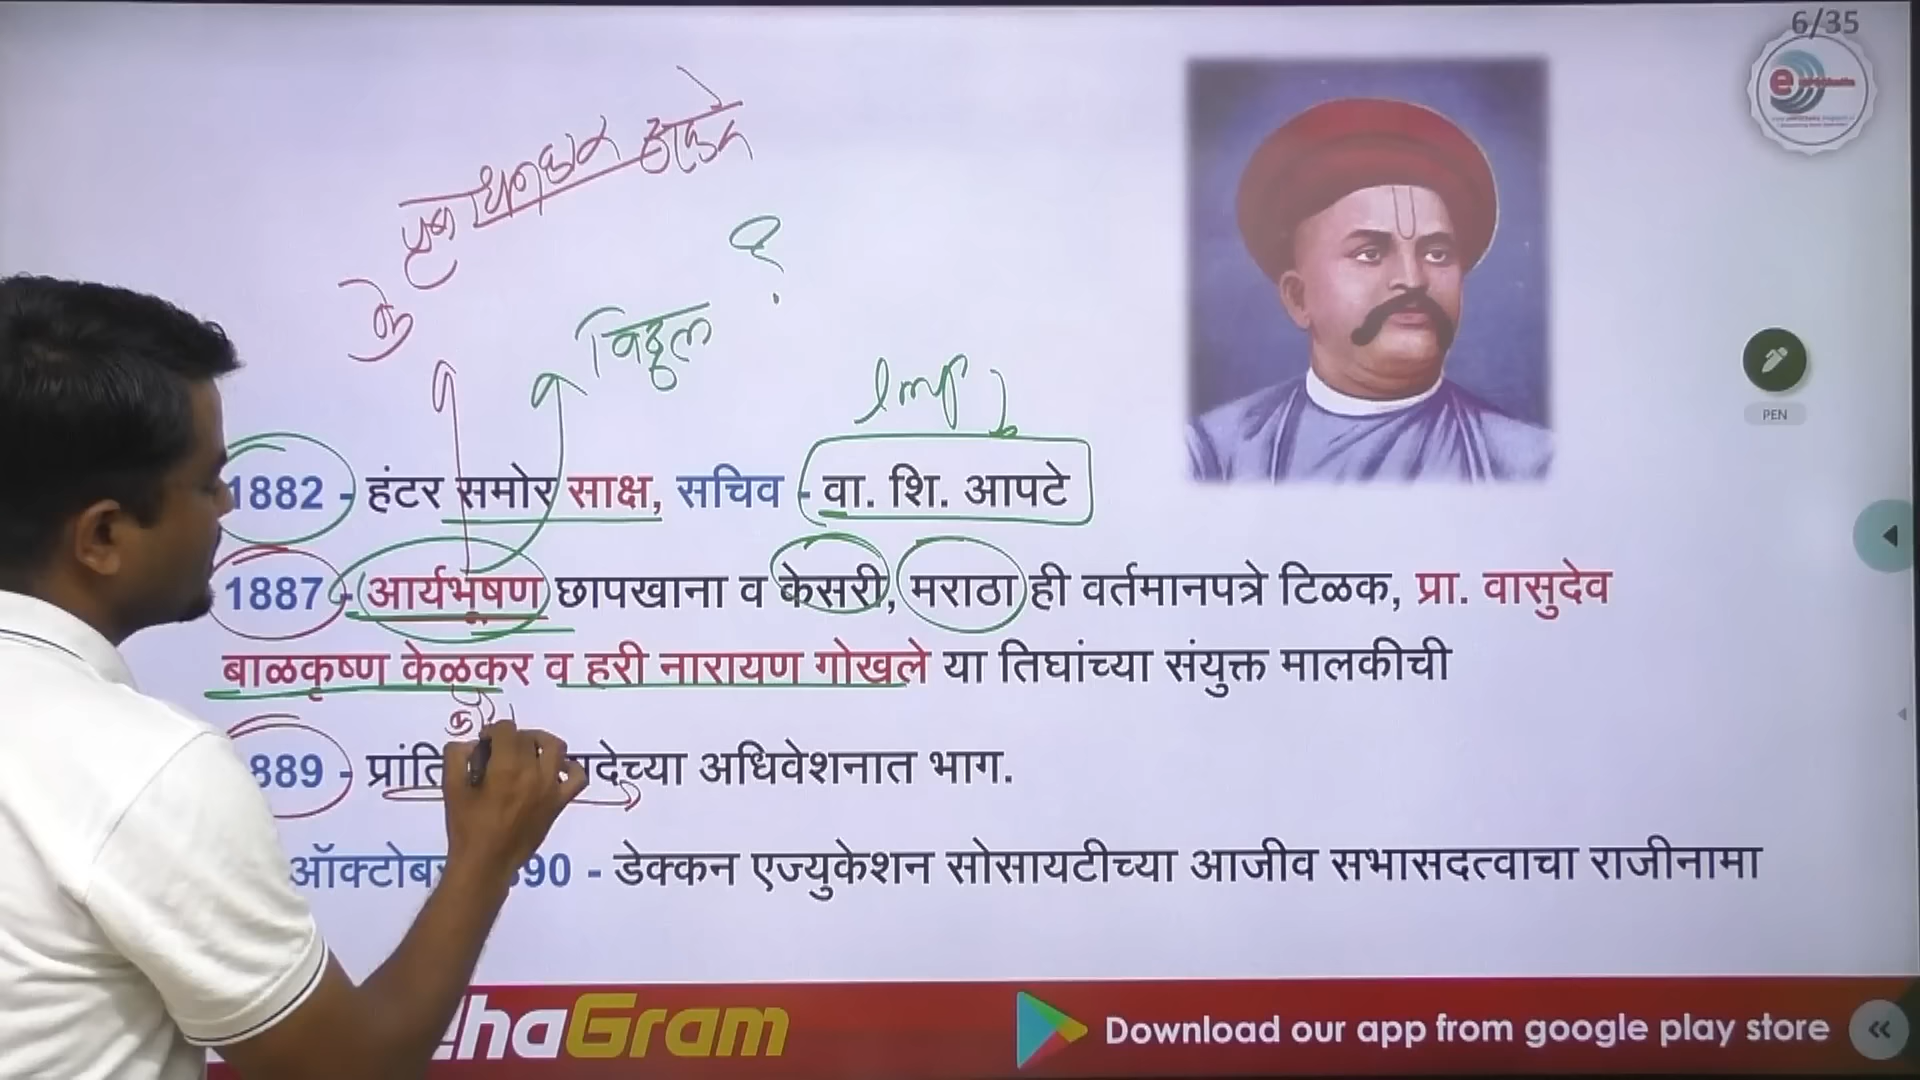 6/35
विठ्ठल
Imp
PEN
1882 - हंटर समोर साक्ष, सचिव - वा. शि. आपटे
1887 - आर्यभूषण छापखाना व केसरी, मराठा ही वर्तमानपत्रे टिळक, प्रा. वासुदेव
बाळकृष्ण केळकर व हरी नारायण गोखले या तिघांच्या संयुक्त मालकीची
889 - प्रांति देच्या अधिवेशनात भाग.
ऑक्टोबर 90 - डेक्कन एज्युकेशन सोसायटीच्या आजीव सभासदत्वाचा राजीनामा
haGram
Download our app from google play store